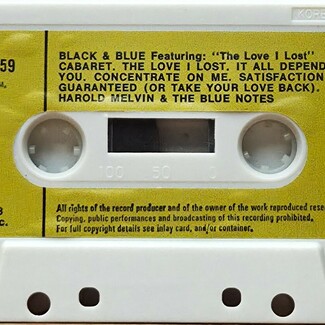 59
BLACK & BLUE Featuring: "The Love I Lost"
CABARET. THE LOVE I LOST. IT ALL DEPEND
YOU. CONCENTRATE ON ME. SATISFACTION
GUARANTEED (OR TAKE YOUR LOVE BACK).
HAROLD MELVIN & THE BLUE NOTES
100 50 0
All rights of the record producer and of the owner of the work reproduced reser
Copying, public performances and broadcasting of this recording prohibited.
For full copyright details see inlay card, and/or container.